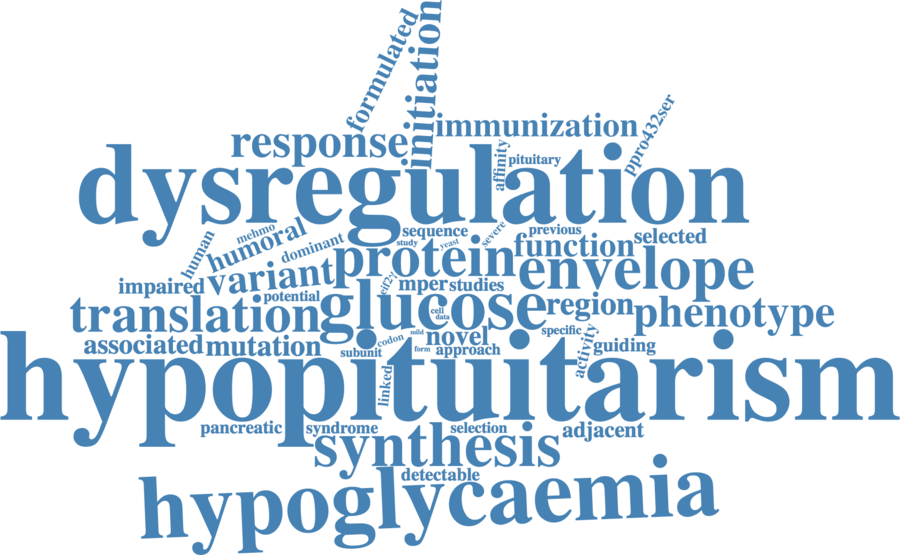 formulated
initiation
immunization
ppro432ser
response
affinity
pituitary
dysregulation
human
mehmo
humoral
dominant
sequence
study
yeast
severe
previous
function
selected
impaired
variant
protein
envelope
potential
eif2γ
mper
studies
translation
glucose
cell
data
region
phenotype
associated
mutation
subunit
codon
mild
form
novel
approach
specific
activity
guiding
hypopituitarism
linked
pancreatic
syndrome
selection
adjacent
synthesis
detectable
hypoglycaemia